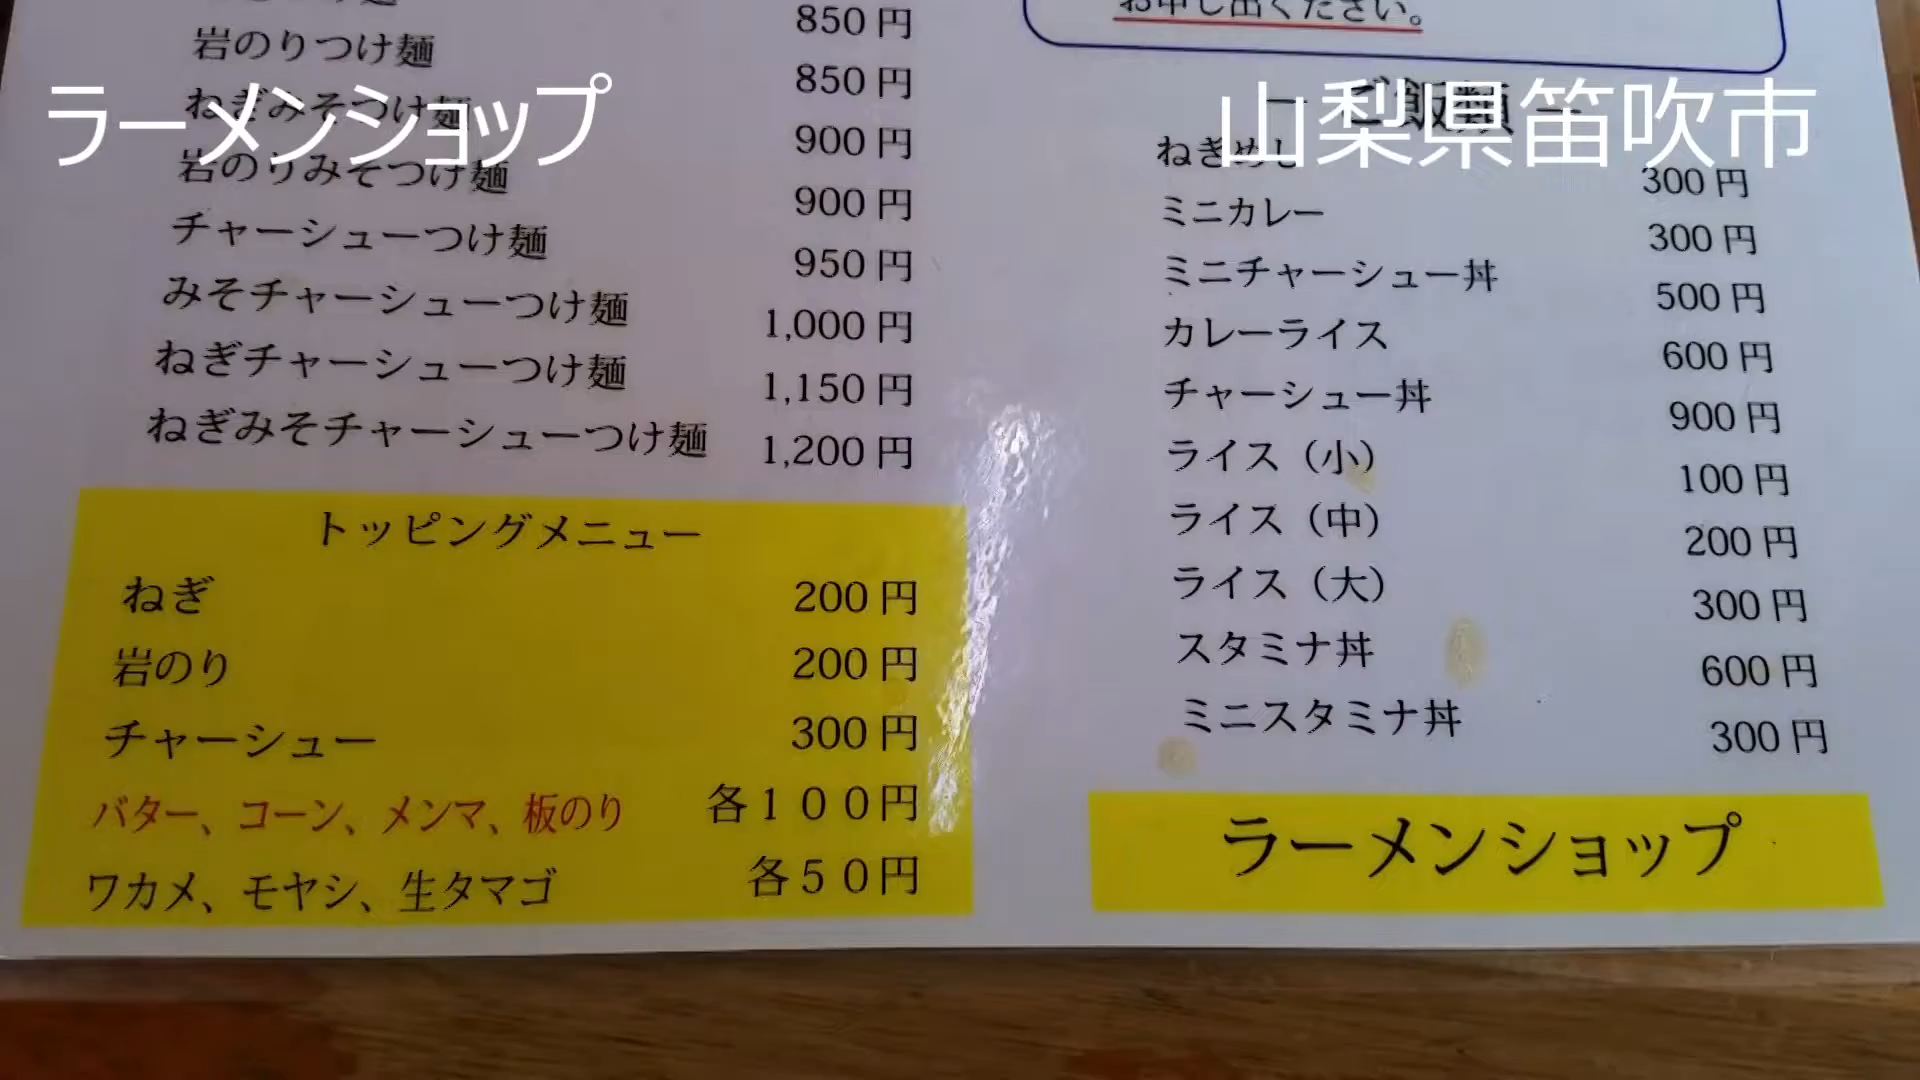 850円
岩のりつけ麺 850円
ねぎみそつけ麺 900円
岩のりみそつけ麺 900円
チャーシューつけ麺 950円
みそチャーシューつけ麺 1,000円
ねぎチャーシューつけ麺 1,150円
ねぎみそチャーシューつけ麺 1,200円
トッピングメニュー
ねぎ 200円
岩のり 200円
チャーシュー 300円
バター、コーン、メンマ、板のり 各100円
ワカメ、モヤシ、生タマゴ 各50円
お申し出ください。
ー ご飯類 ー
ねぎめし 300円
ミニカレー 300円
ミニチャーシュー丼 500円
カレーライス 600円
チャーシュー丼 900円
ライス（小） 100円
ライス（中） 200円
ライス（大） 300円
スタミナ丼 600円
ミニスタミナ丼 300円
ラーメンショップ
ラーメンショップ
山梨県笛吹市